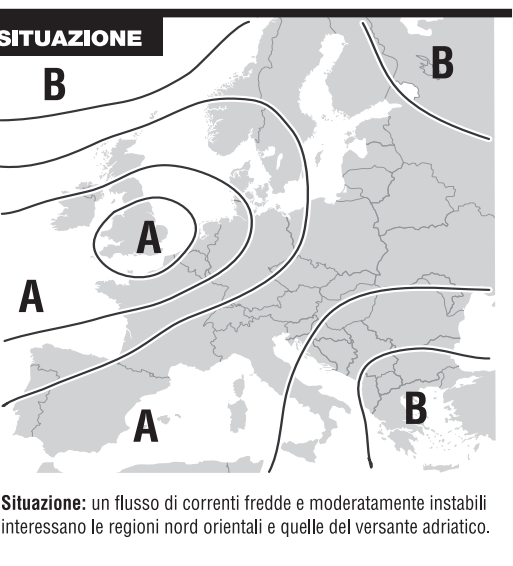 SITUAZIONE
B
B
A
A
A
B
Situazione: un flusso di correnti fredde e moderatamente instabili
interessano le regioni nord orientali e quelle del versante adriatico.